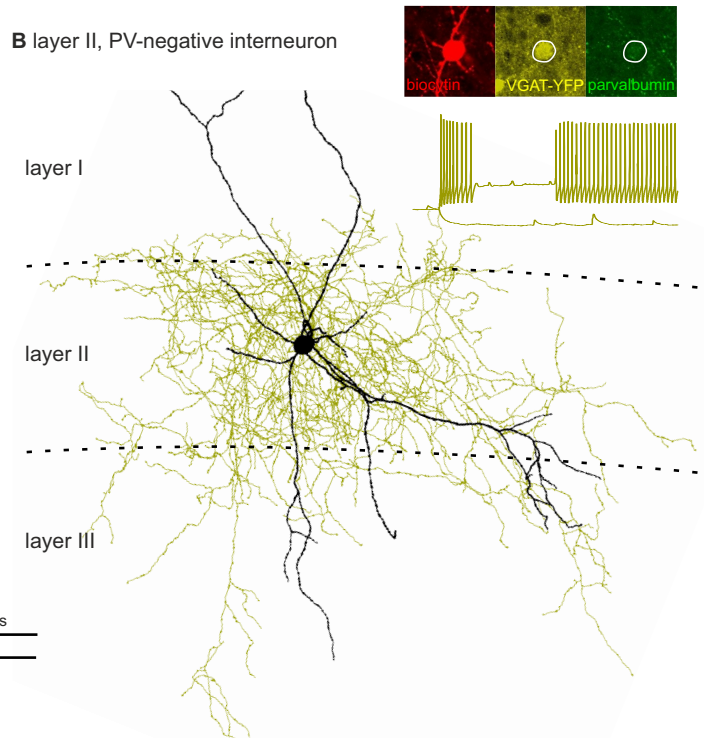 B layer II, PV-negative interneuron
biocytin
VGAT-YFP
parvalbumin
layer I
layer II
layer III
s